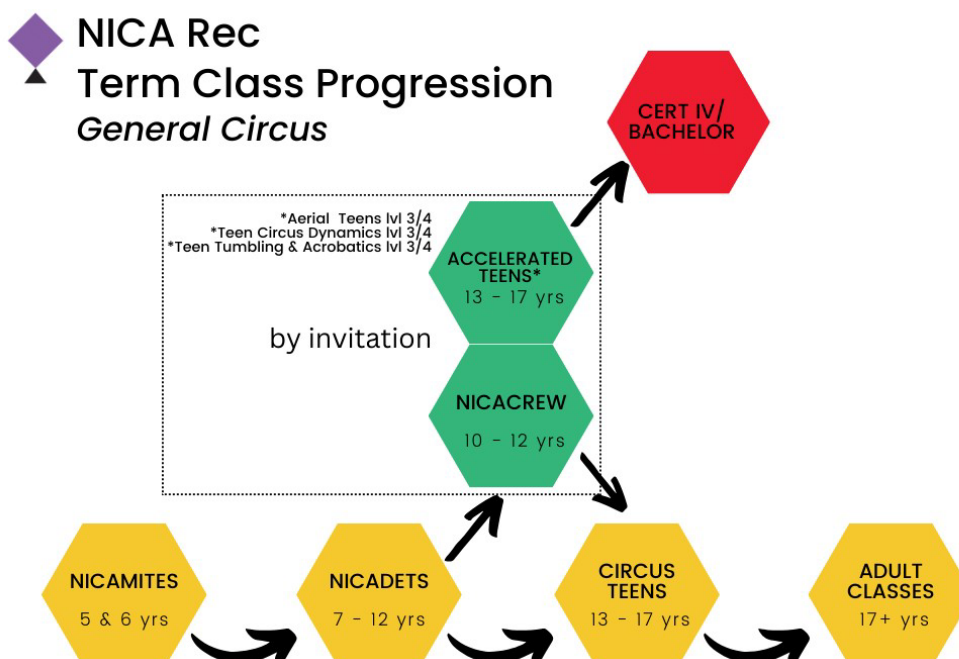 NICA Rec
Term Class Progression
General Circus
CERT IV/
BACHELOR
*Aerial Teens lvl 3/4
*Teen Circus Dynamics lvl 3/4
*Teen Tumbling & Acrobatics lvl 3/4
ACCELERATED
TEENS*
13 - 17 yrs
by invitation
NICACREW
10 - 12 yrs
NICAMITES
5 & 6 yrs
NICADETS
7 - 12 yrs
CIRCUS
TEENS
13 - 17 yrs
ADULT
CLASSES
17+ yrs